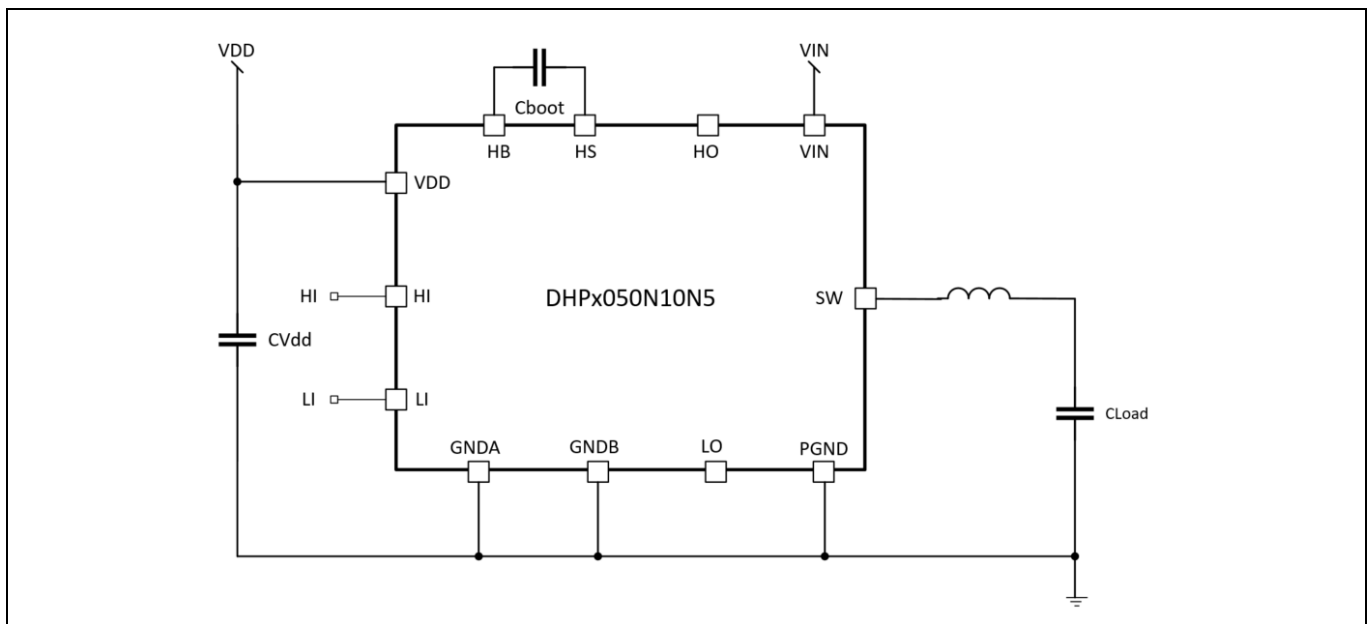 VDD
VIN
Cboot
HB
HS
HO
VIN
VDD
HI
HI
DHPx050N10N5
SW
CVdd
LI
LI
CLoad
GNDA
GNDB
LO
PGND